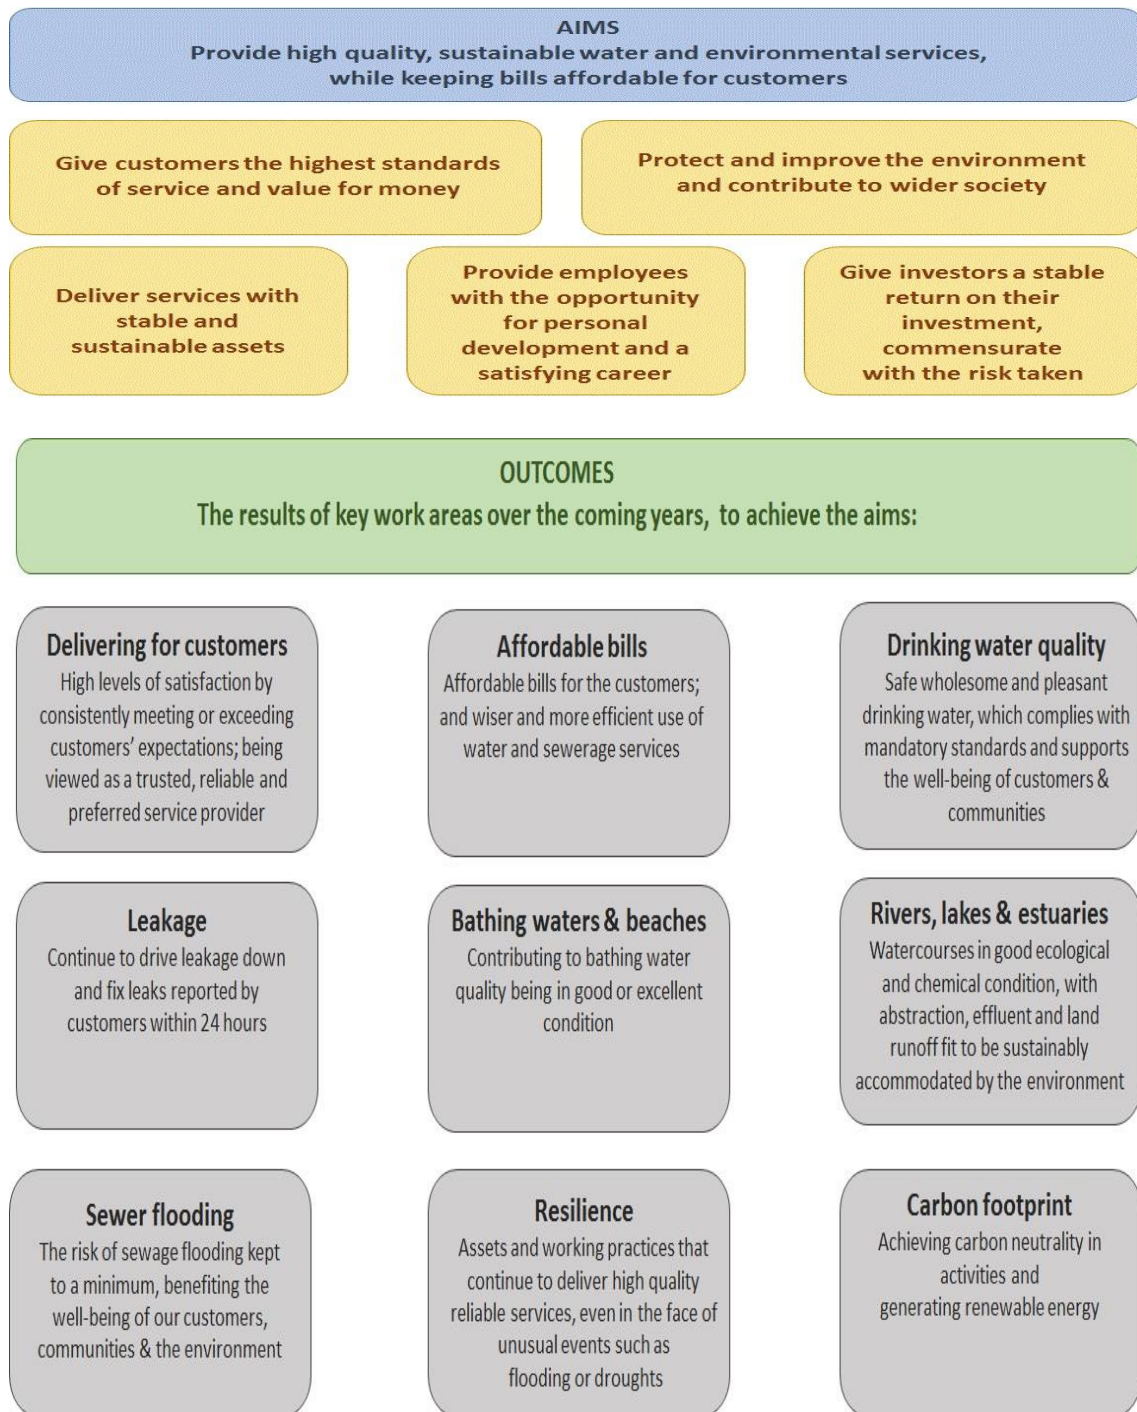 AIMS
Provide high quality, sustainable water and environmental services,
while keeping bills affordable for customers
Give customers the highest standards
of service and value for money
Protect and improve the environment
and contribute to wider society
Deliver services with
stable and
sustainable assets
Provide employees
with the opportunity
for personal
development and a
satisfying career
Give investors a stable
return on their
investment,
commensurate
with the risk taken
OUTCOMES
The results of key work areas over the coming years, to achieve the aims:
Delivering for customers
High levels of satisfaction by
consistently meeting or exceeding
customers' expectations; being
viewed as a trusted, reliable and
preferred service provider
Affordable bills
Affordable bills for the customers;
and wiser and more efficient use of
water and sewerage services
Drinking water quality
Safe wholesome and pleasant
drinking water, which complies with
mandatory standards and supports
the well-being of customers &
communities
Leakage
Continue to drive leakage down
and fix leaks reported by
customers within 24 hours
Bathing waters & beaches
Contributing to bathing water
quality being in good or excellent
condition
Rivers, lakes & estuaries
Watercourses in good ecological
and chemical condition, with
abstraction, effluent and land
runoff fit to be sustainably
accommodated by the environment
Sewer flooding
The risk of sewage flooding kept
to a minimum, benefiting the
well-being of our customers,
communities & the environment
Resilience
Assets and working practices that
continue to deliver high quality
reliable services, even in the face of
unusual events such as
flooding or droughts
Carbon footprint
Achieving carbon neutrality in
activities and
generating renewable energy